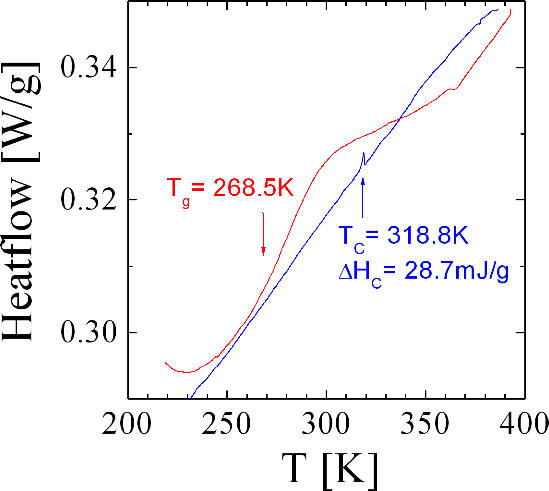 Heatflow [W/g]
0.34
0.32
0.30
T_g = 268.5K
T_C = 318.8K
ΔH_C = 28.7mJ/g
200 250 300 350 400
T [K]